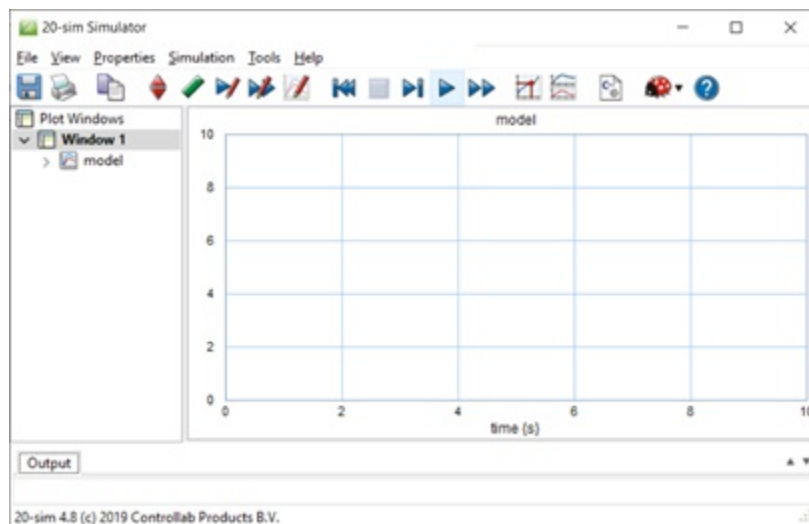 20-sim Simulator
File View Properties Simulation Tools Help
Plot Windows
Window 1
model
model
10
8
6
4
2
0
0 2 4 6 8 10
time {s}
Output
20-sim 4.8 (c) 2019 Controllab Products B.V.